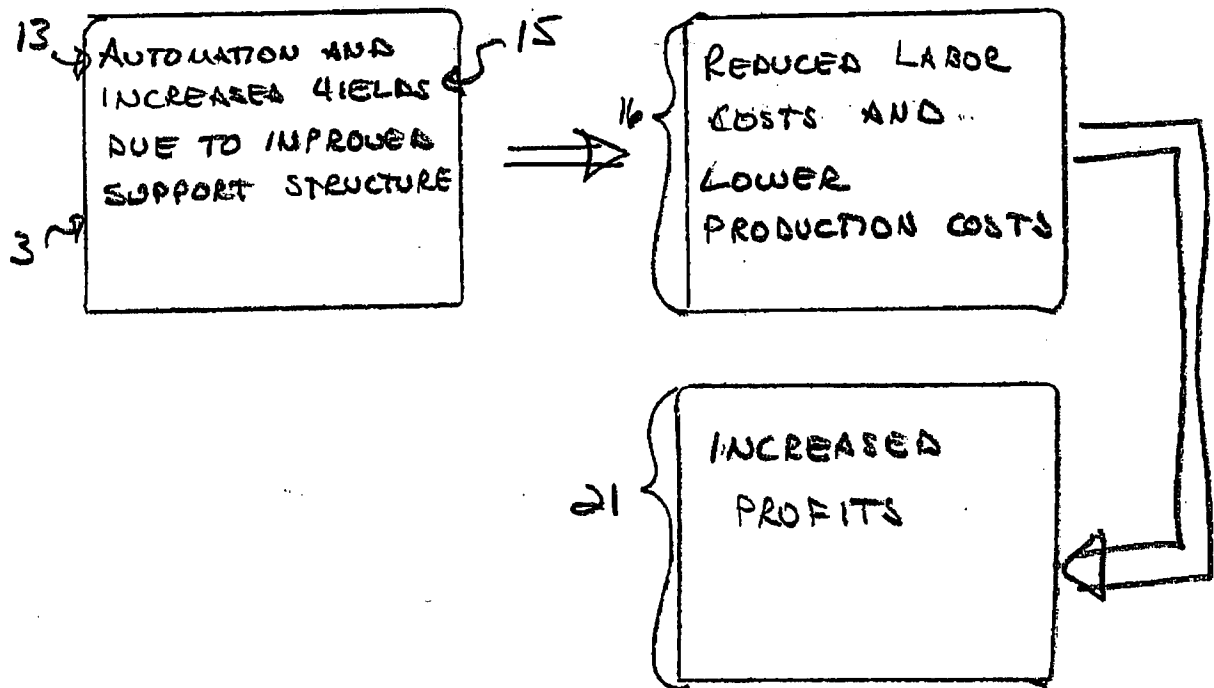 13
AUTOMATION AND
15
INCREASED YIELDS
DUE TO IMPROVED
SUPPORT STRUCTURE
3
16
REDUCED LABOR
COSTS AND
LOWER
PRODUCTION COSTS
21
INCREASED
PROFITS